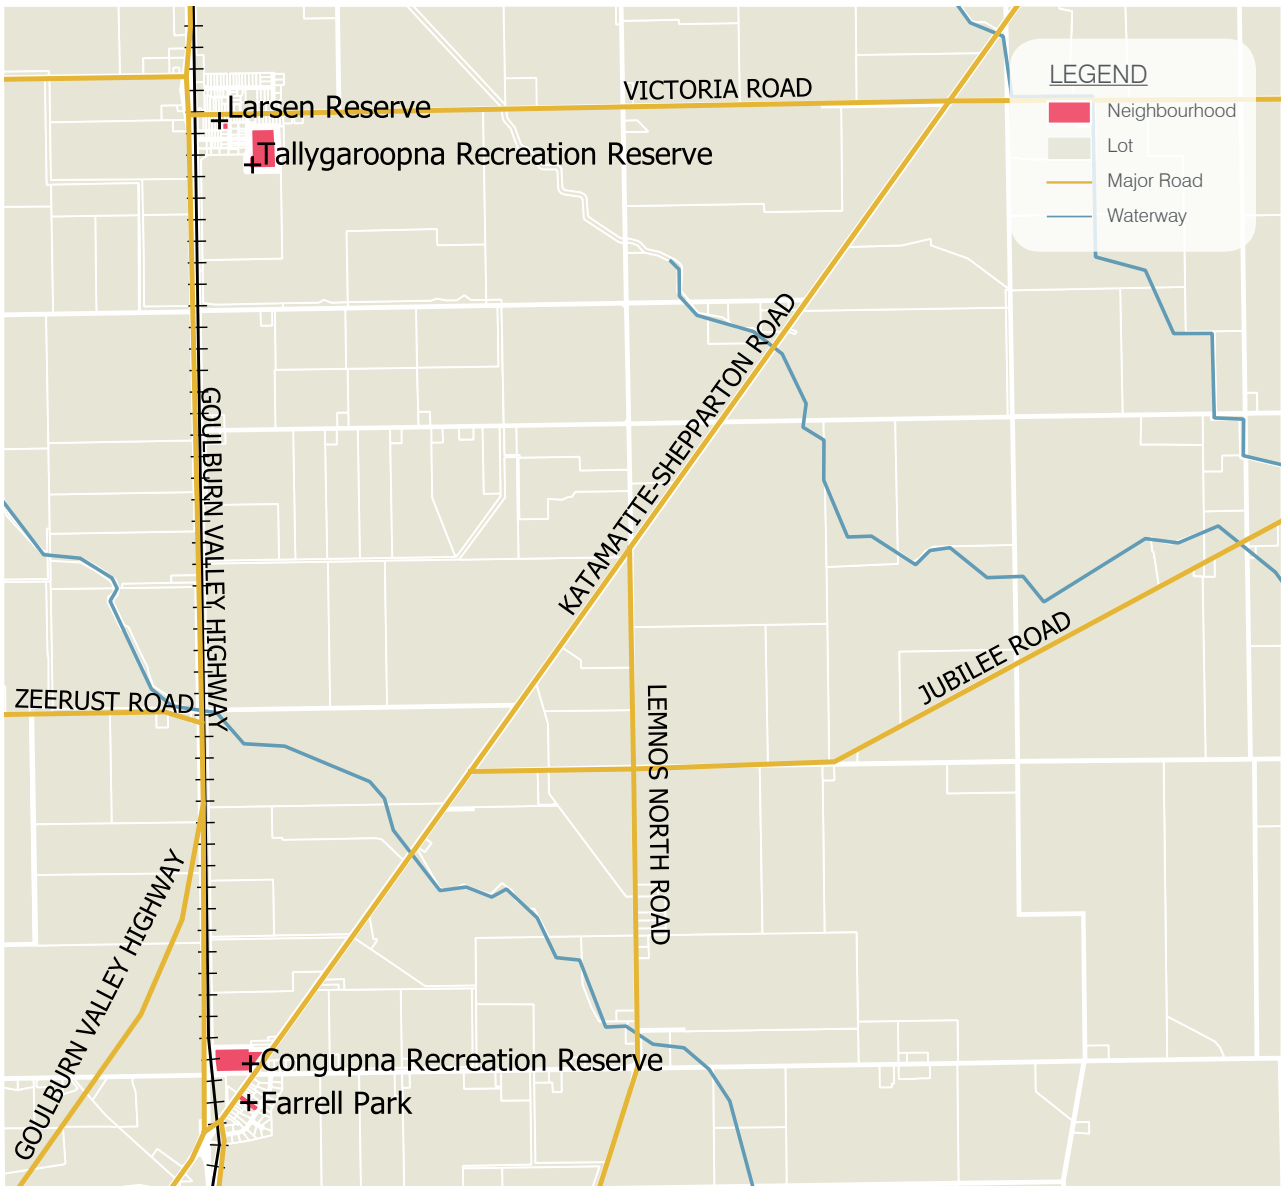 LEGEND
Neighbourhood
Lot
Major Road
Waterway
VICTORIA ROAD
Larsen Reserve
Tallygaroopna Recreation Reserve
KATAMATITE-SHEPPARTON ROAD
GOULBURN VALLEY HIGHWAY
JUBILEE ROAD
ZEERUST ROAD
LEMNOS NORTH ROAD
GOULBURN VALLEY HIGHWAY
Congupna Recreation Reserve
Farrell Park